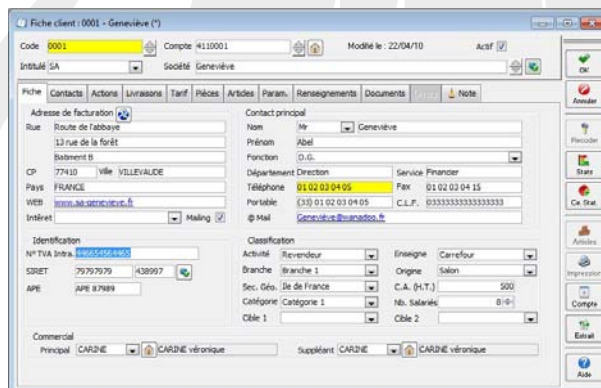 Fiche client : 0001 - Geneviève (*)
Code 0001 Compte 4110001 Modifié le : 22/04/10 Actif
Intitulé SA Société Geneviève
Fiche Contacts Actions Livraisons Tarif Pièces Articles Param. Renseignements Documents Note
Adresse de facturation Contact principal
Rue Route de l'abbaye Nom Mr Geneviève
13 rue de la forêt Prénom Abel
Batiment B Fonction D.G.
CP 77410 Ville VILLEVAUDE Département Direction Service Financier
Pays FRANCE Téléphone 01 02 03 04 05 Fax 01 02 03 04 15
WEB www.sa-genevieve.fr Portable (33) 01 02 03 04 05 C.L.F. 0333333333333333
Intéret Mailing @ Mail Geneviève@wanadoo.fr
Identification Classification
N° TVA Intra. 446654564465 Activité Revendeur Enseigne Carrefour
SIRET 79797979 438997 Branche Branche 1 Origine Salon
APE APE 87989 Sec. Géo. Ile de France C.A. (H.T.) 500
Catégorie Catégorie 1 Nb. Salariés 8
Cible 1 Cible 2
Commercial
Principal CARINE CARINE véronique Suppléant CARINE CARINE véronique
OK
Annuler
Recoder
Stats
Ce. Stat.
Articles
Impression
Compte
Extrait
Aide